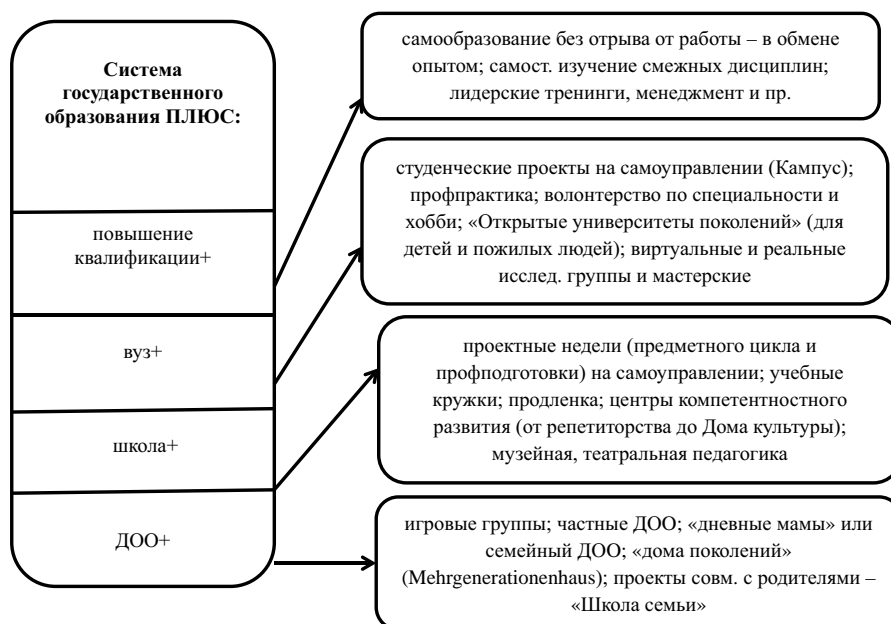 Система
государственного
образования ПЛЮС:
повышение
квалификации+
вуз+
школа+
ДОО+
самообразование без отрыва от работы – в обмене
опытом; самост. изучение смежных дисциплин;
лидерские тренинги, менеджмент и пр.
студенческие проекты на самоуправлении (Кампус);
профпрактика; волонтерство по специальности и
хобби; «Открытые университеты поколений» (для
детей и пожилых людей); виртуальные и реальные
исслед. группы и мастерские
проектные недели (предметного цикла и
профподготовки) на самоуправлении; учебные
кружки; продленка; центры компетентностного
развития (от репетиторства до Дома культуры);
музейная, театральная педагогика
игровые группы; частные ДОО; «дневные мамы» или
семейный ДОО; «дома поколений»
(Mehrgenerationenhaus); проекты совм. с родителями –
«Школа семьи»